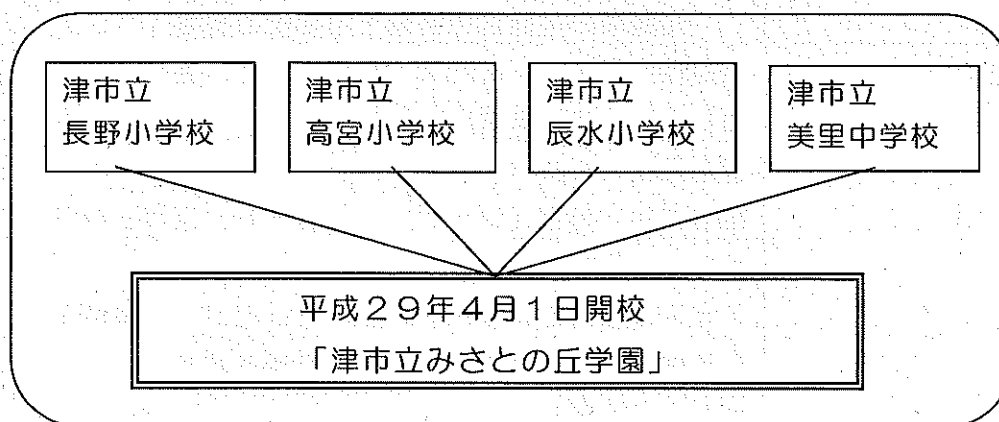 津市立
長野小学校
津市立
高宮小学校
津市立
辰水小学校
津市立
美里中学校
平成２９年４月１日開校
「津市立みさとの丘学園」